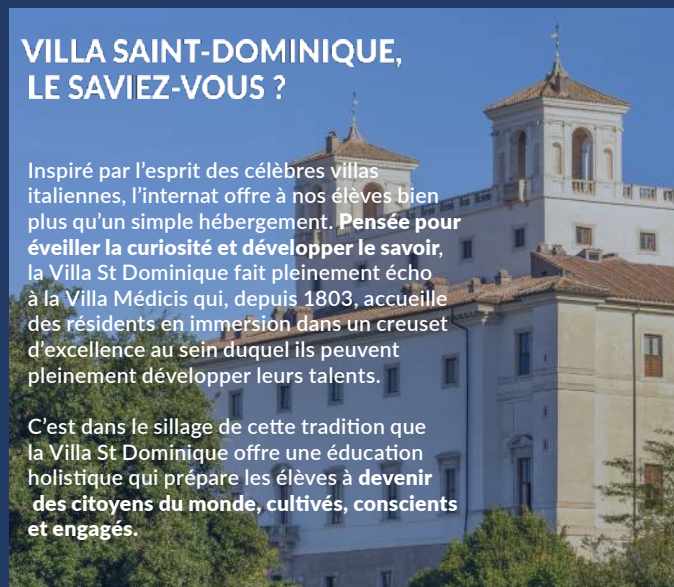 VILLA SAINT-DOMINIQUE,
LE SAVIEZ-VOUS ?
Inspiré par l’esprit des célèbres villas
italiennes, l’internat offre à nos élèves bien
plus qu’un simple hébergement. Pensée pour
éveiller la curiosité et développer le savoir,
la Villa St Dominique fait pleinement écho
à la Villa Médicis qui, depuis 1803, accueille
des résidents en immersion dans un creuset
d’excellence au sein duquel ils peuvent
pleinement développer leurs talents.
C’est dans le sillage de cette tradition que
la Villa St Dominique offre une éducation
holistique qui prépare les élèves à devenir
des citoyens du monde, cultivés, conscients
et engagés.